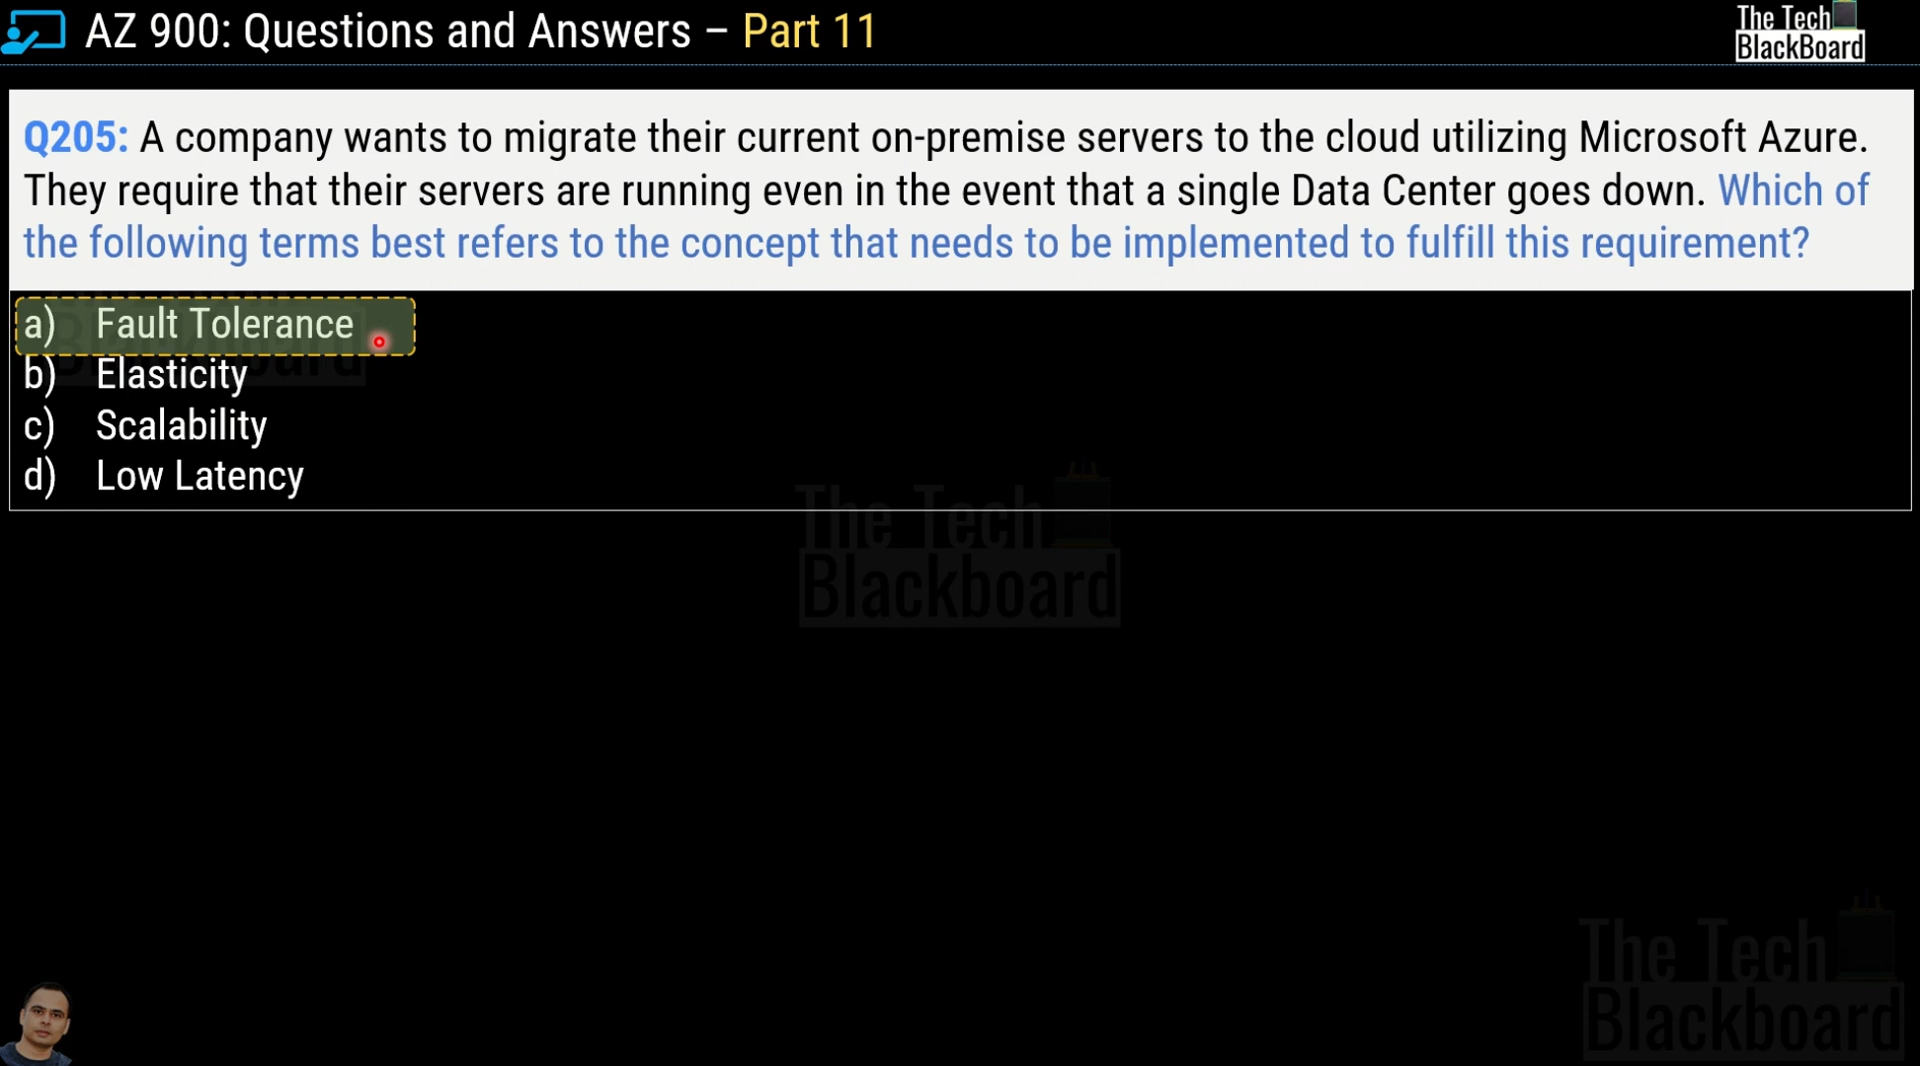 AZ 900: Questions and Answers – Part 11
The Tech
BlackBoard
Q205: A company wants to migrate their current on-premise servers to the cloud utilizing Microsoft Azure.
They require that their servers are running even in the event that a single Data Center goes down. Which of
the following terms best refers to the concept that needs to be implemented to fulfill this requirement?
a) Fault Tolerance
b) Elasticity
c) Scalability
d) Low Latency
The Tech
Blackboard
The Tech
Blackboard